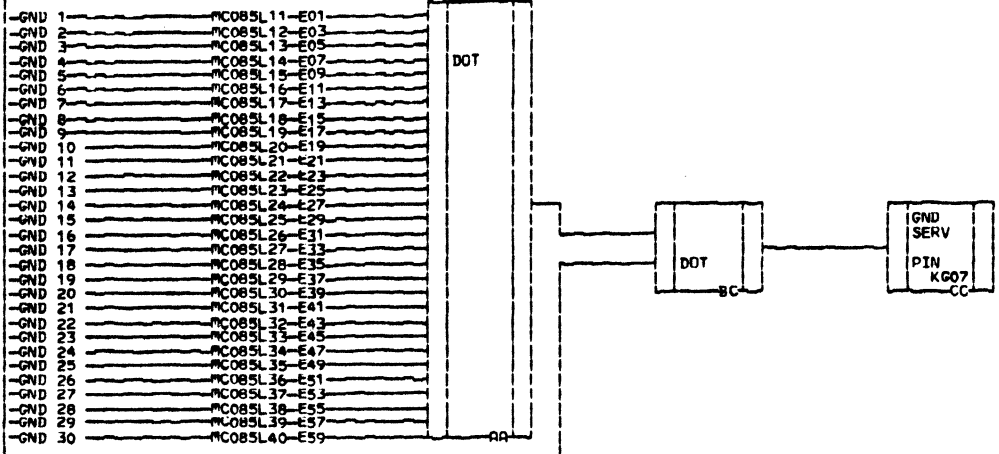 -GND 1 MC085L11-E01
-GND 2 MC085L12-E03
-GND 3 MC085L13-E05
-GND 4 MC085L14-E07 DOT
-GND 5 MC085L15-E09
-GND 6 MC085L16-E11
-GND 7 MC085L17-E13
-GND 8 MC085L18-E15
-GND 9 MC085L19-E17
-GND 10 MC085L20-E19
-GND 11 MC085L21-E21
-GND 12 MC085L22-E23
-GND 13 MC085L23-E25
-GND 14 MC085L24-E27
-GND 15 MC085L25-E29 GND
-GND 16 MC085L26-E31 SERV
-GND 17 MC085L27-E33
-GND 18 MC085L28-E35 DOT PIN
-GND 19 MC085L29-E37 KG07
-GND 20 MC085L30-E39 BC CC
-GND 21 MC085L31-E41
-GND 22 MC085L32-E43
-GND 23 MC085L33-E45
-GND 24 MC085L34-E47
-GND 25 MC085L35-E49
-GND 26 MC085L36-E51
-GND 27 MC085L37-E53
-GND 28 MC085L38-E55
-GND 29 MC085L39-E57
-GND 30 MC085L40-E59 AA